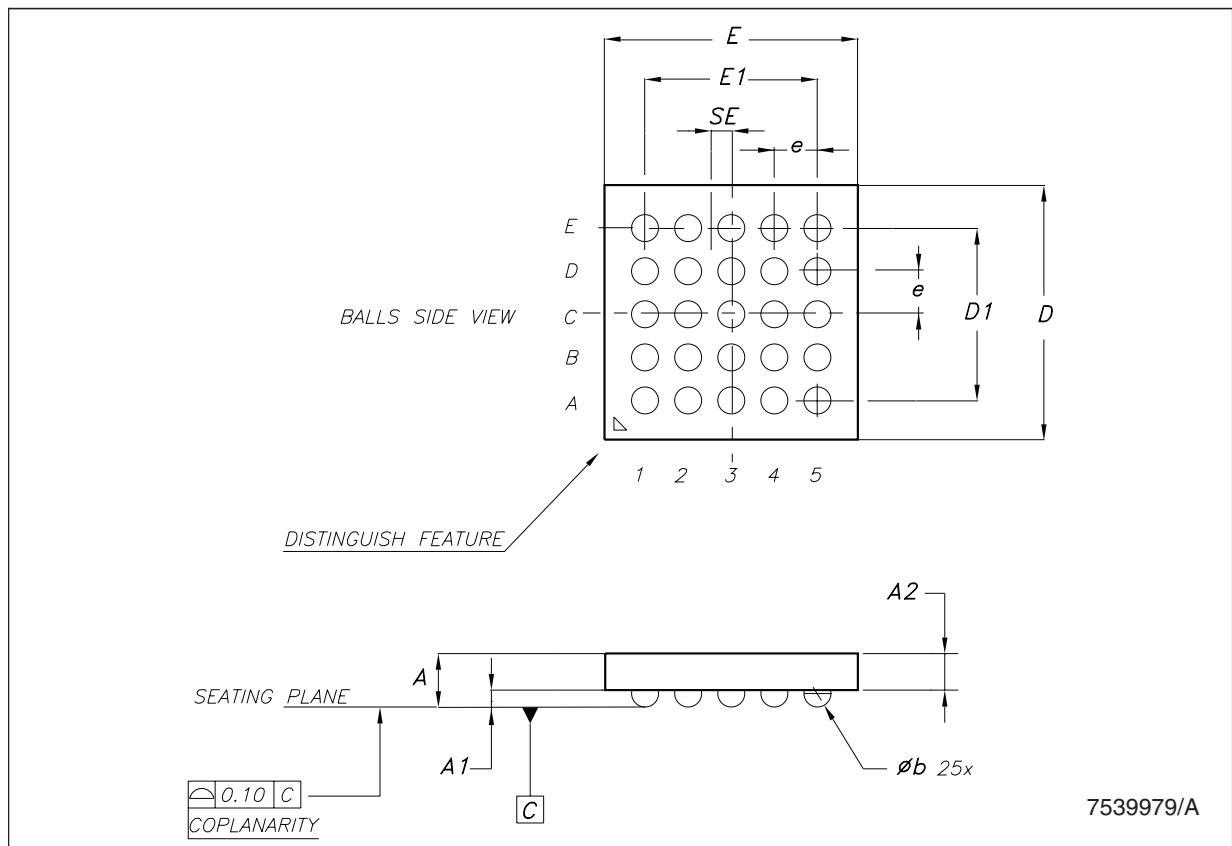 E
E1
SE
e
E
D
BALLS SIDE VIEW C
B
A
e
D1
D
1 2 3 4 5
DISTINGUISH FEATURE
A2
A
SEATING PLANE
A1
øb 25x
⌓ 0.10 C
COPLANARITY
C
7539979/A